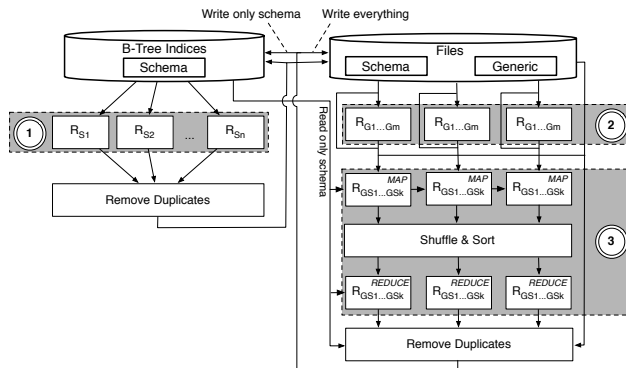 Write only schema
Write everything
B-Tree Indices
Schema
Files
Schema
Generic
1
RS1
RS2
...
RSn
RG1...Gm
RG1...Gm
RG1...Gm
2
Remove Duplicates
Read only schema
MAP
RGS1...GSk
MAP
RGS1...GSk
MAP
RGS1...GSk
Shuffle & Sort
3
REDUCE
RGS1...GSk
REDUCE
RGS1...GSk
REDUCE
RGS1...GSk
Remove Duplicates